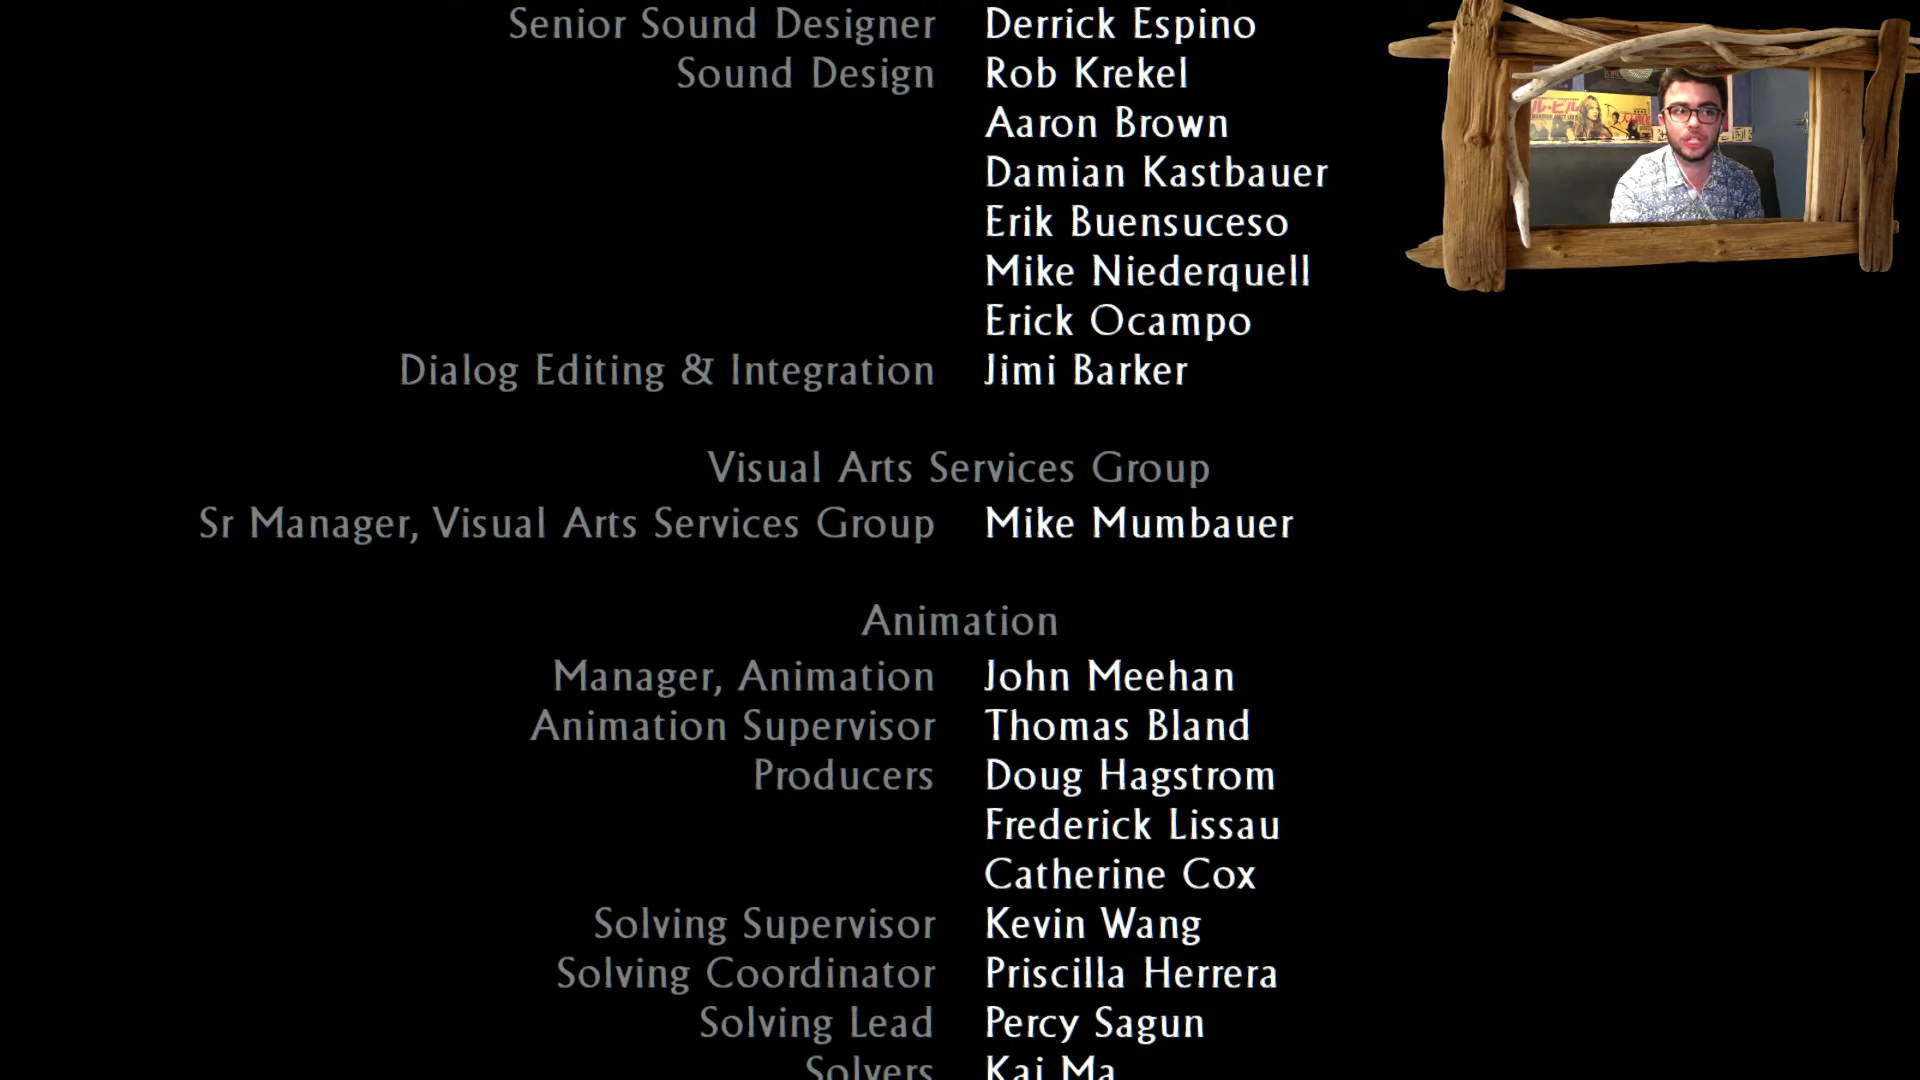 Senior Sound Designer Derrick Espino
Sound Design Rob Krekel
Aaron Brown
Damian Kastbauer
Erik Buensuceso
Mike Niederquell
Erick Ocampo
Dialog Editing & Integration Jimi Barker
Visual Arts Services Group
Sr Manager, Visual Arts Services Group Mike Mumbauer
Animation
Manager, Animation John Meehan
Animation Supervisor Thomas Bland
Producers Doug Hagstrom
Frederick Lissau
Catherine Cox
Solving Supervisor Kevin Wang
Solving Coordinator Priscilla Herrera
Solving Lead Percy Sagun
Solvers Kai Ma
ル・ビル